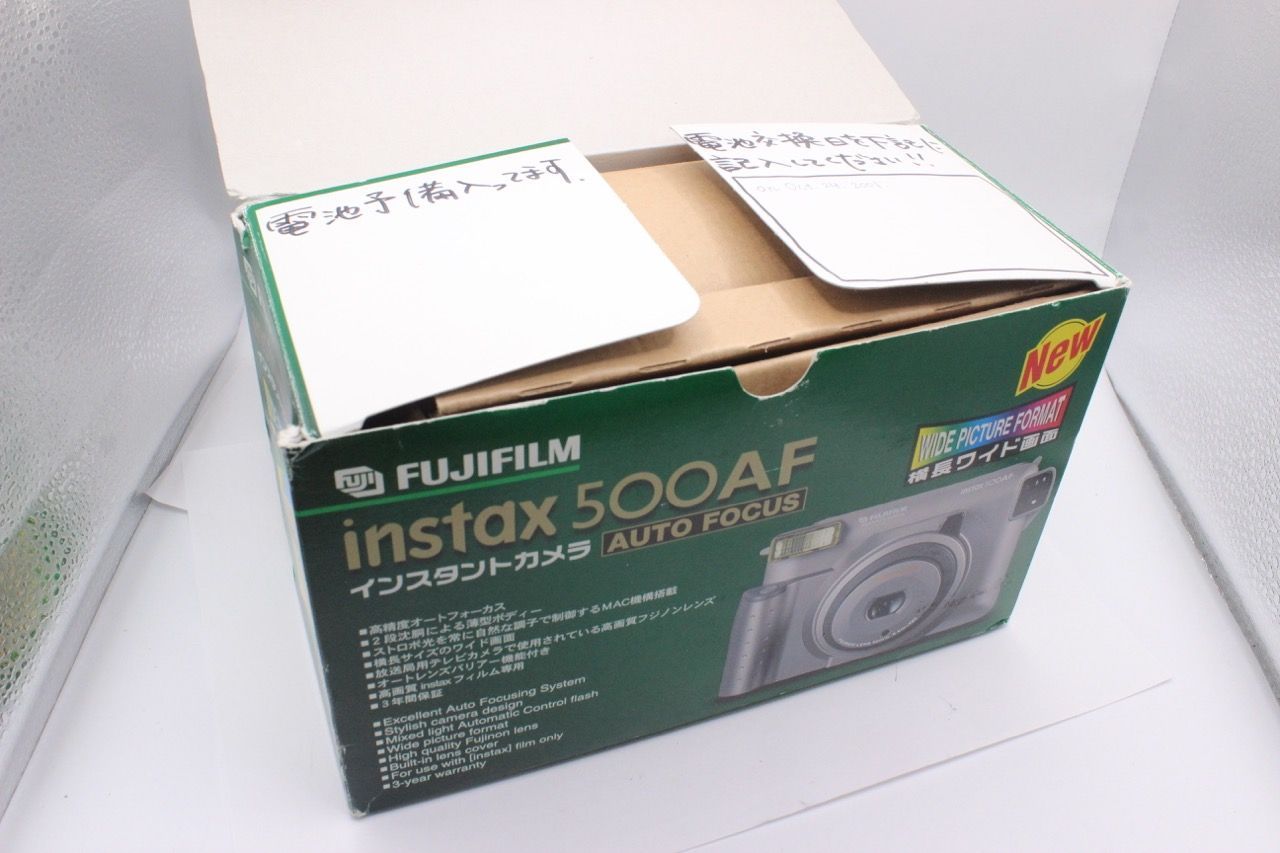 電池予備入ってます.
電池交換日を下記に
記入してください!!.
on Oct. 24. 2001.
New
WIDE PICTURE FORMAT
横長ワイド画面
FUJI FUJIFILM
instax 500AF
インスタントカメラ AUTO FOCUS
■高精度オートフォーカス
■2段沈胴による薄型ボディー
■ストロボ光を常に自然な調子で制御するMAC機構搭載
■横長サイズのワイド画面
■放送局用テレビカメラで使用されている高画質フジノンレンズ
■オートレンズバリアー機能付き
■高画質instaxフィルム専用
■3年間保証
■Excellent Auto Focusing System
■Stylish camera design
■Mixed light Automatic Control flash
■Wide picture format
■High quality Fujinon lens
■Built-in lens cover
■For use with [instax] film only
■3-year warranty
FUJIFILM
instax 500AF